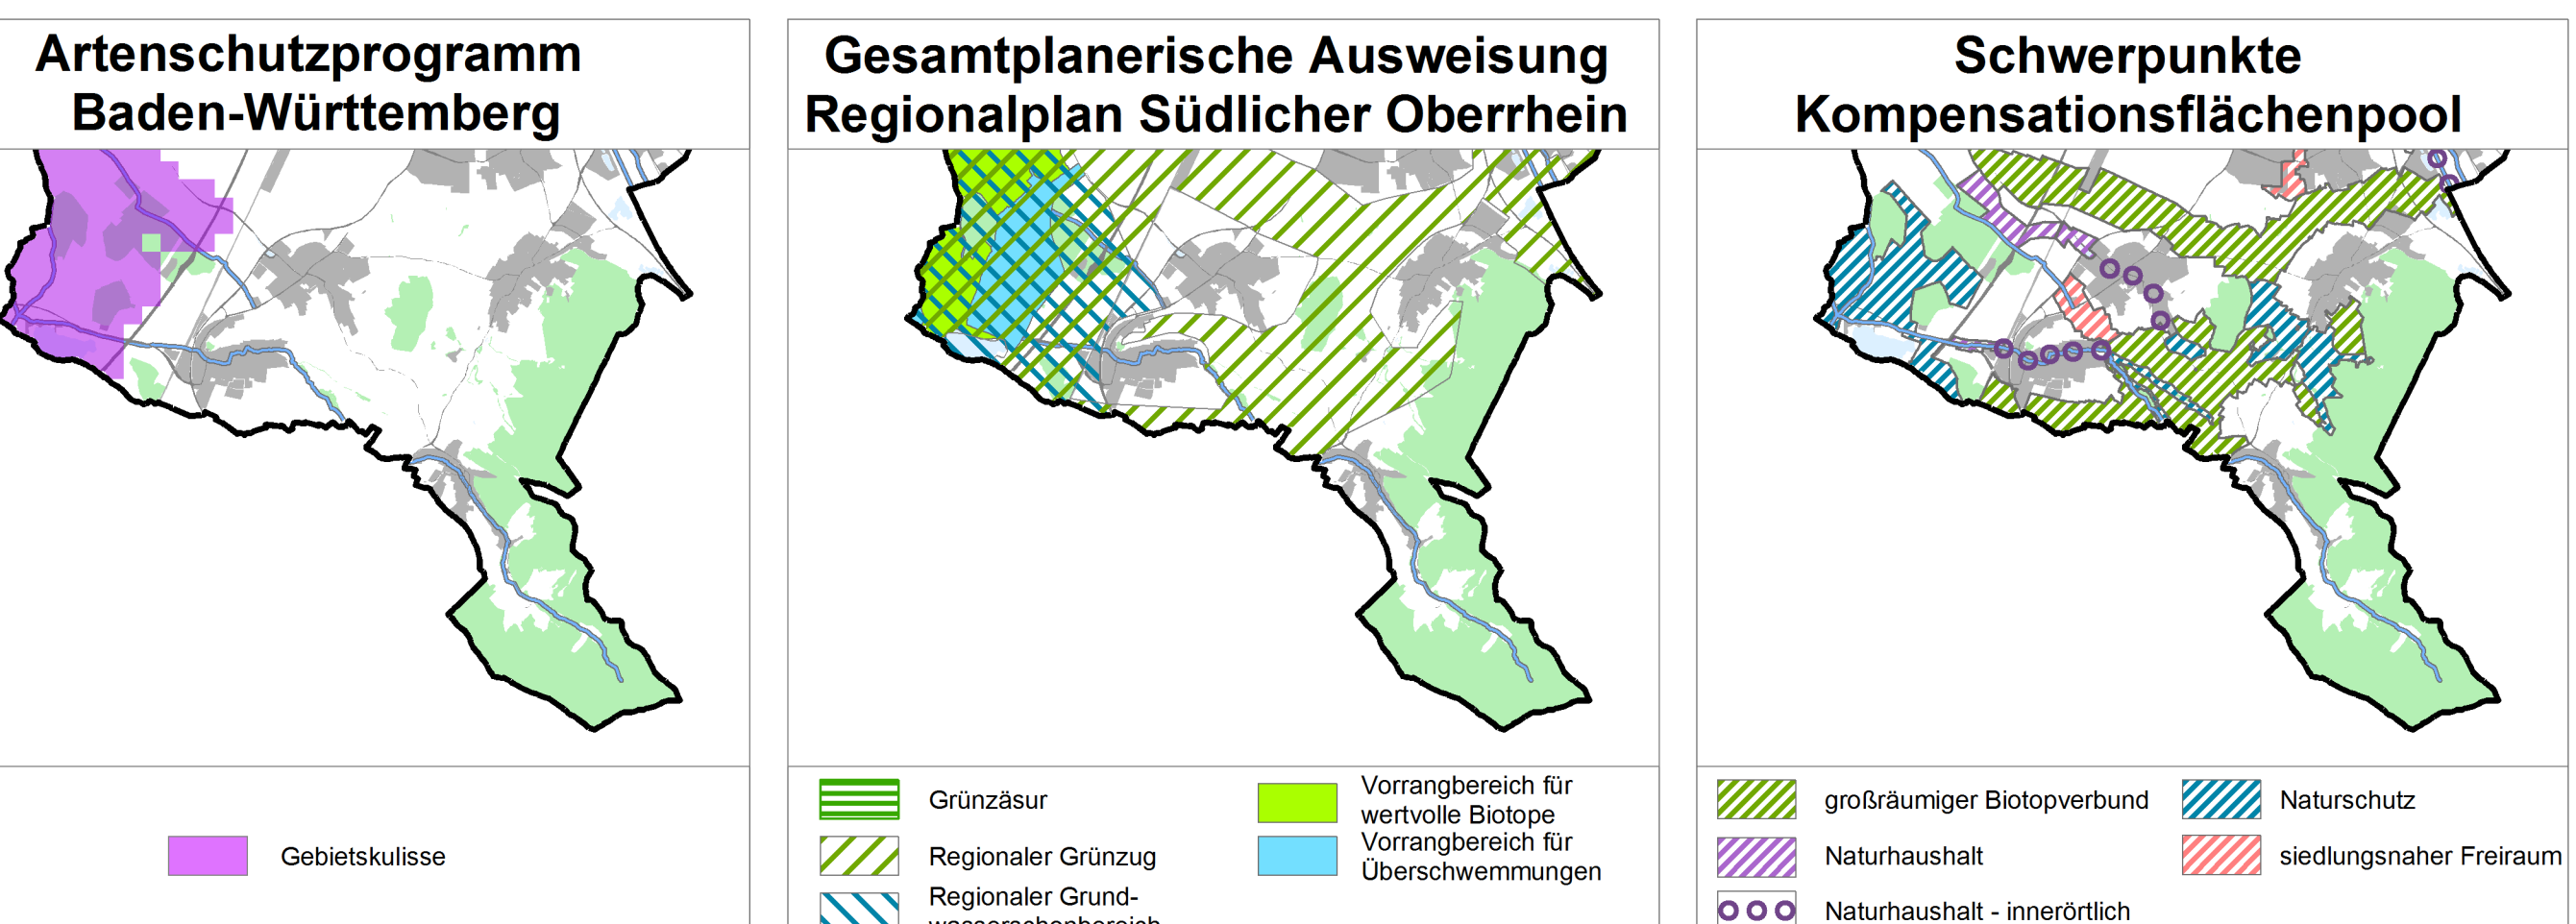 Artenschutzprogramm
Baden-Württemberg
Gebietskulisse
Gesamtplanerische Ausweisung
Regionalplan Südlicher Oberrhein
Grünzäsur
Regionaler Grünzug
Regionaler Grund-
Vorrangbereich für
wertvolle Biotope
Vorrangbereich für
Überschwemmungen
Schwerpunkte
Kompensationsflächenpool
großräumiger Biotopverbund
Naturhaushalt
Naturhaushalt - innerörtlich
Naturschutz
siedlungsnaher Freiraum